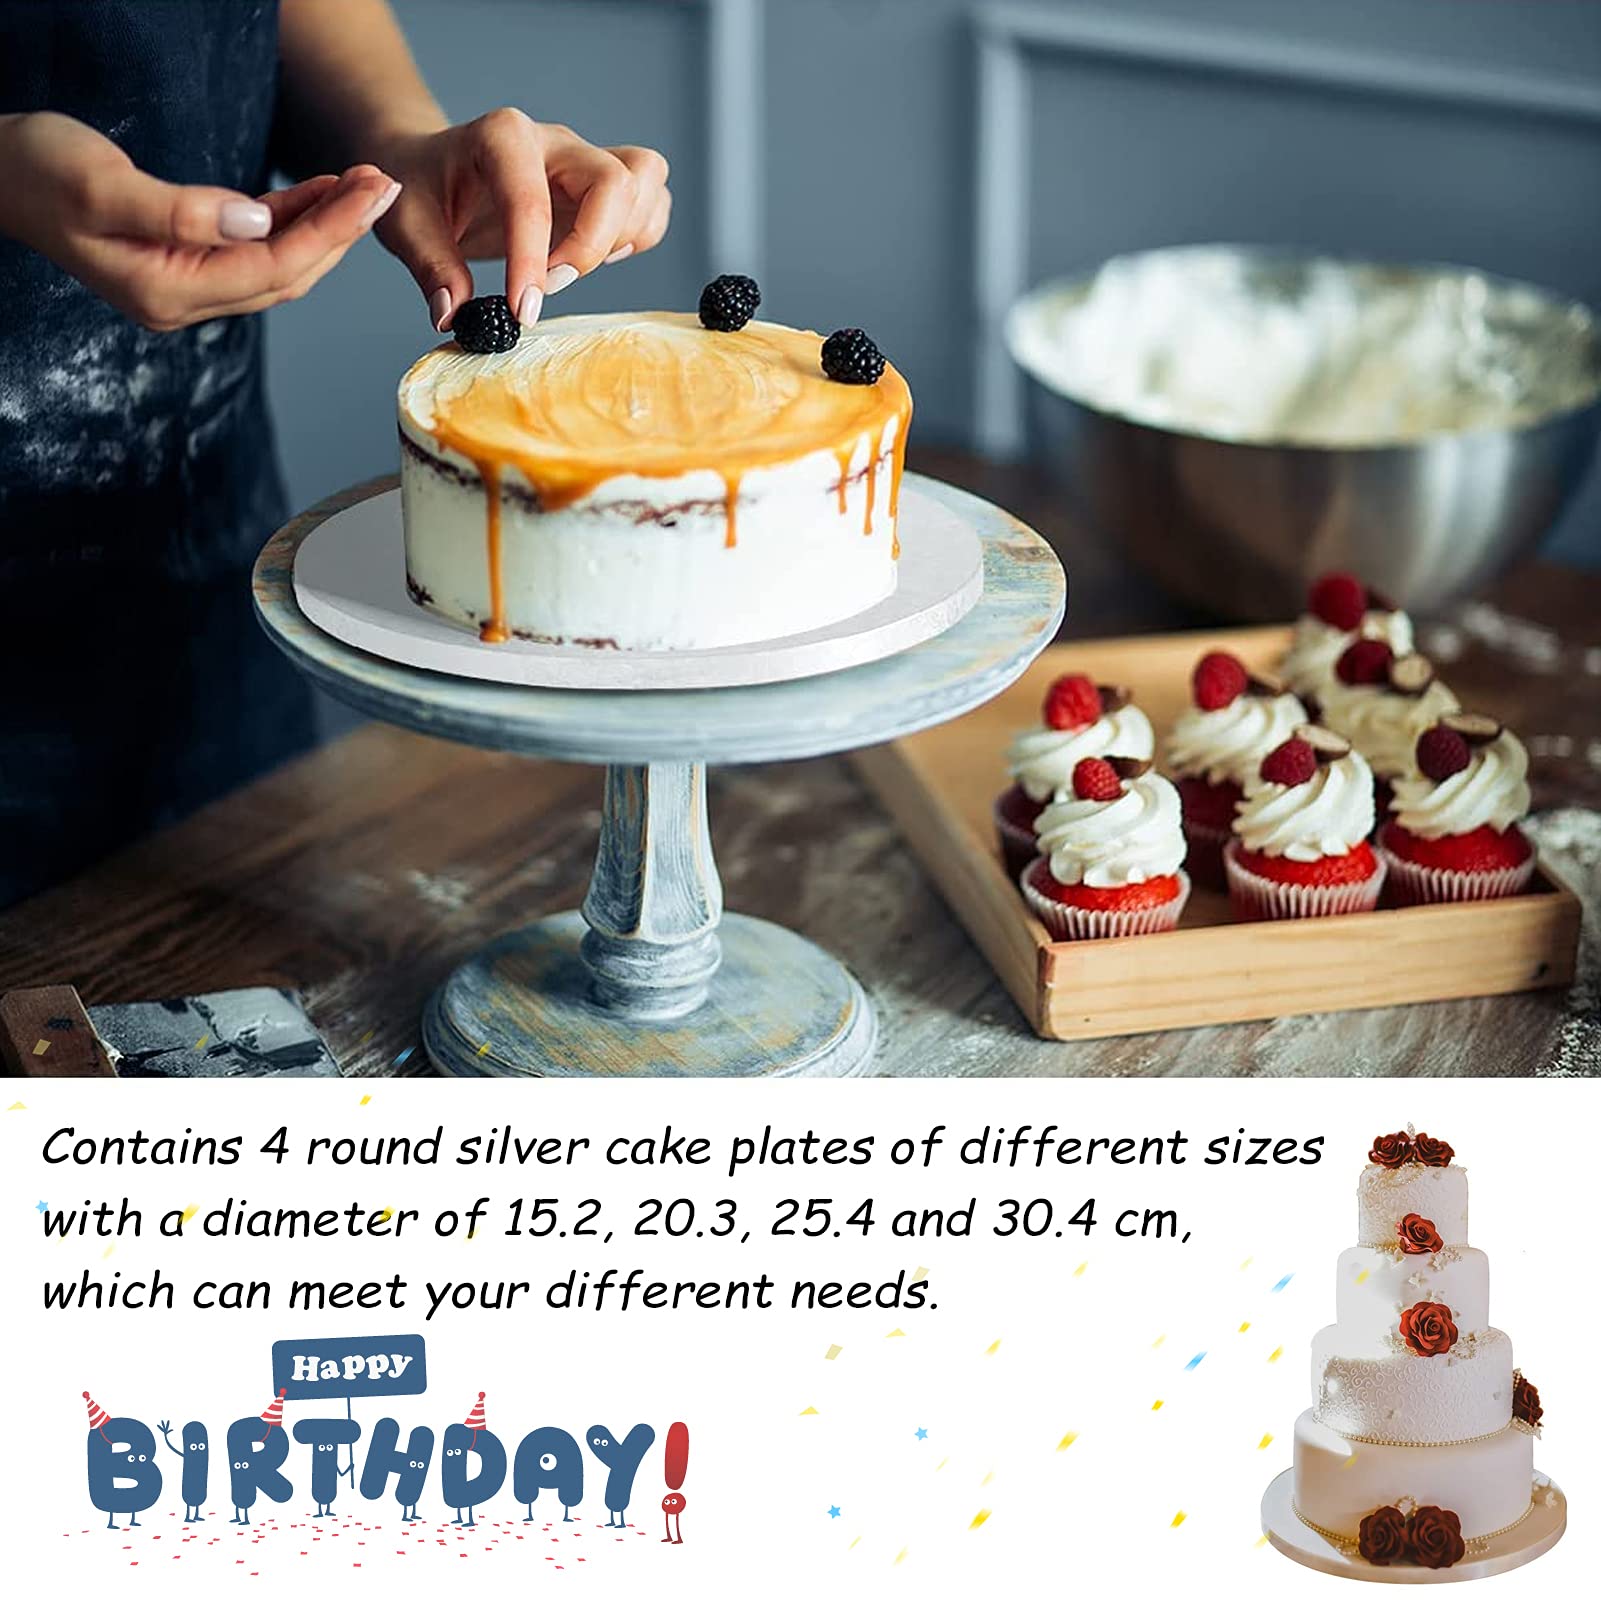 Contains 4 round silver cake plates of different sizes
with a diameter of 15.2, 20.3, 25.4 and 30.4 cm,
which can meet your different needs.
Happy
BIRTHDAY!